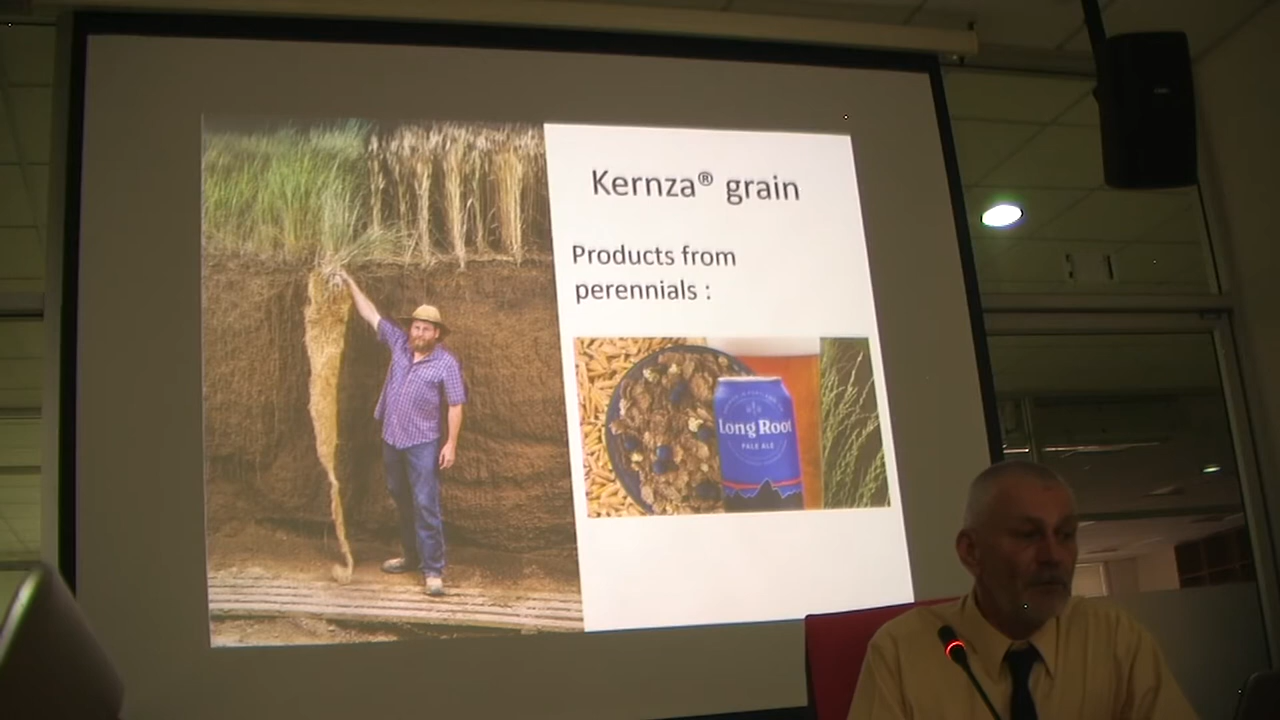 Kernza® grain
Products from
perennials :
Long Root
PALE ALE